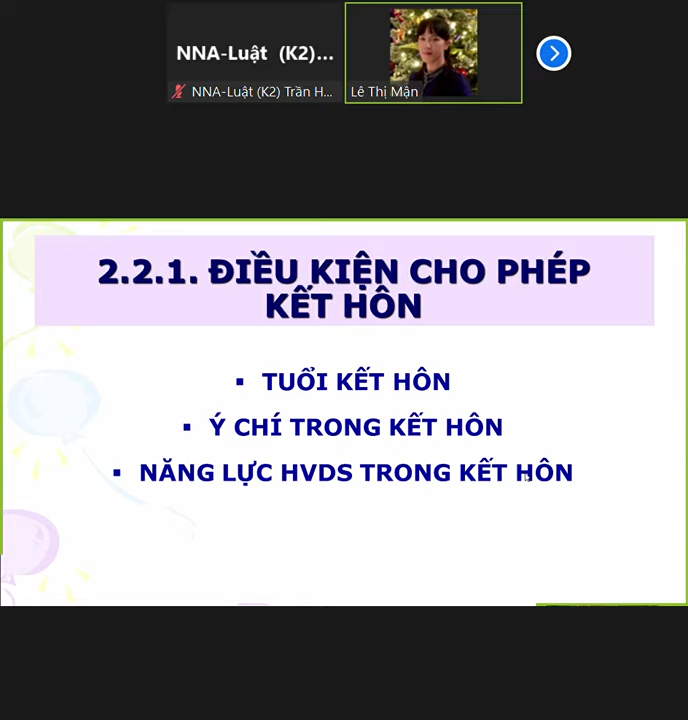 NNA-Luật (K2)...
NNA-Luật (K2) Trần H...
Lê Thị Mận
2.2.1. ĐIỀU KIỆN CHO PHÉP
KẾT HÔN
▪ TUỔI KẾT HÔN
▪ Ý CHÍ TRONG KẾT HÔN
▪ NĂNG LỰC HVDS TRONG KẾT HÔN